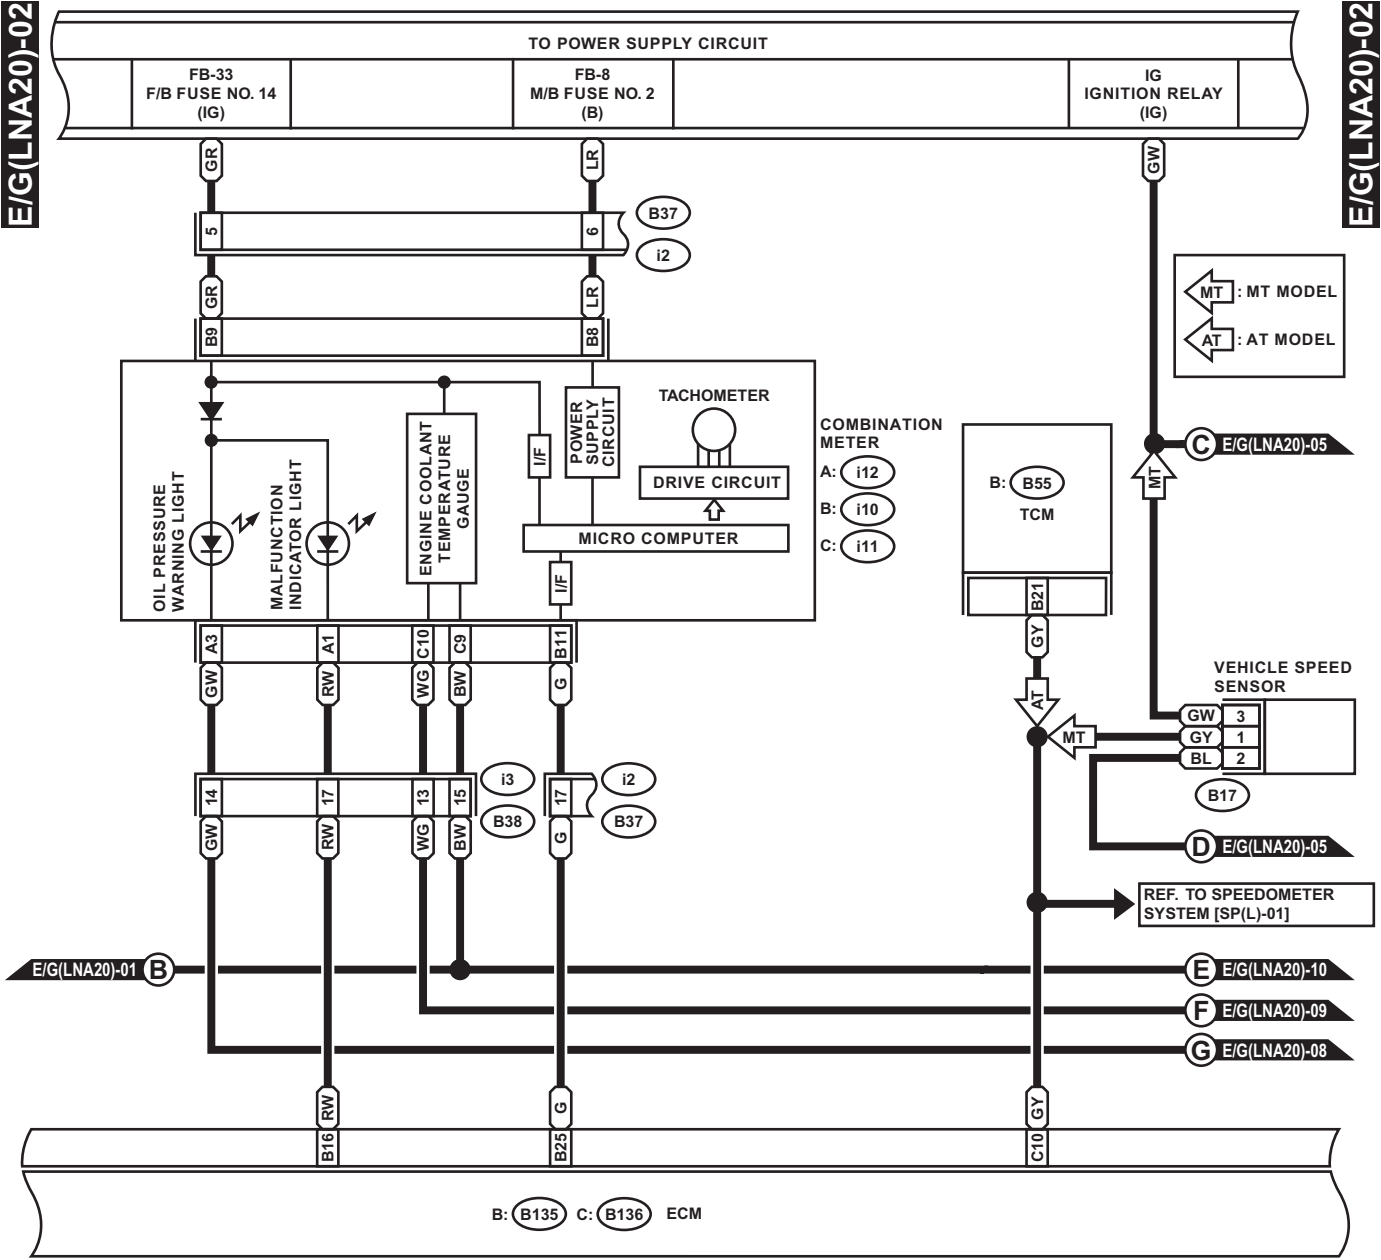 E/G(LNA20)-02
E/G(LNA20)-02
TO POWER SUPPLY CIRCUIT
FB-33
F/B FUSE NO. 14
(IG)
FB-8
M/B FUSE NO. 2
(B)
IG
IGNITION RELAY
(IG)
GR
LR
GW
5
6
B37
i2
GR
LR
B9
B8
MT : MT MODEL
AT : AT MODEL
OIL PRESSURE
WARNING LIGHT
MALFUNCTION
INDICATOR LIGHT
ENGINE COOLANT
TEMPERATURE
GAUGE
I/F
POWER
SUPPLY
CIRCUIT
TACHOMETER
DRIVE CIRCUIT
MICRO COMPUTER
I/F
COMBINATION
METER
A: i12
B: i10
C: i11
B: B55
TCM
B21
GY
AT
MT
C E/G(LNA20)-05
MT
VEHICLE SPEED
SENSOR
GW 3
GY 1
BL 2
B17
A3
A1
C10
C9
B11
GW
RW
WG
BW
G
14
17
13
15
17
i3
B38
i2
B37
GW
RW
WG
BW
G
D E/G(LNA20)-05
REF. TO SPEEDOMETER
SYSTEM [SP(L)-01]
E/G(LNA20)-01 B
E E/G(LNA20)-10
F E/G(LNA20)-09
G E/G(LNA20)-08
RW
G
GY
B16
B25
C10
B: B135 C: B136 ECM